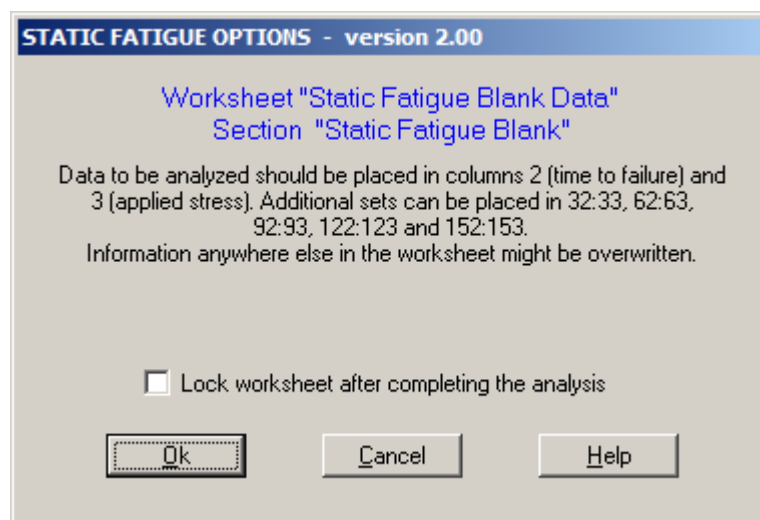 STATIC FATIGUE OPTIONS - version 2.00
Worksheet "Static Fatigue Blank Data"
Section "Static Fatigue Blank"
Data to be analyzed should be placed in columns 2 (time to failure) and
3 (applied stress). Additional sets can be placed in 32:33, 62:63,
92:93, 122:123 and 152:153.
Information anywhere else in the worksheet might be overwritten.
Lock worksheet after completing the analysis
Ok Cancel Help